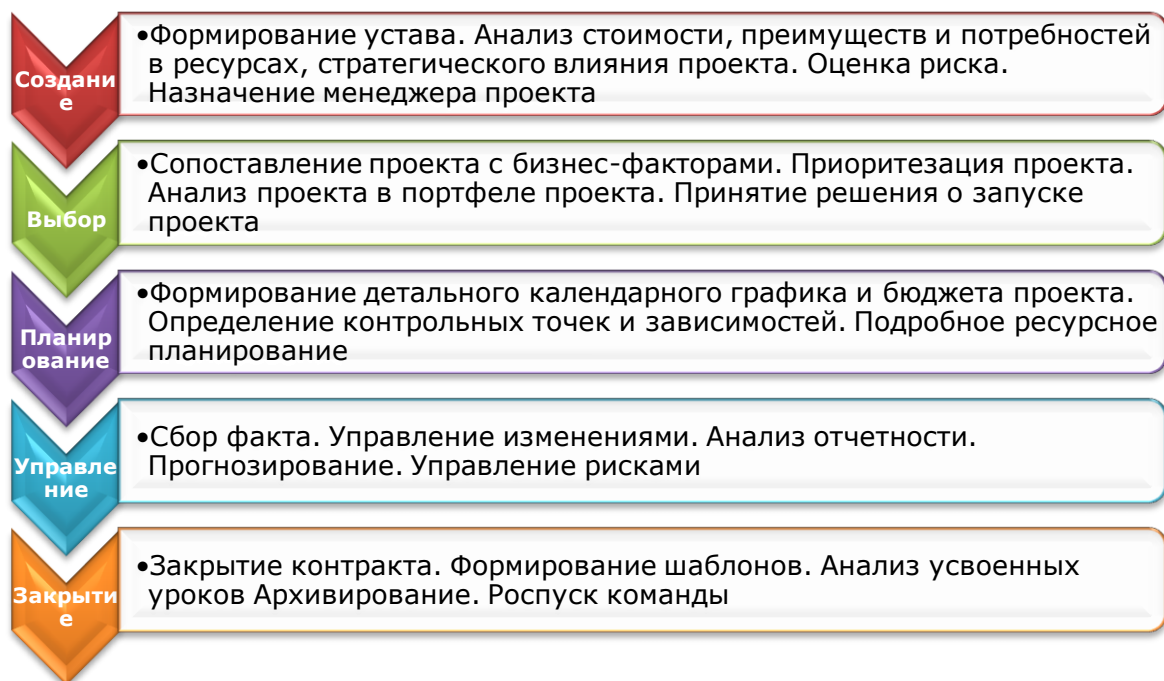 Создани
е
•Формирование устава. Анализ стоимости, преимуществ и потребностей
в ресурсах, стратегического влияния проекта. Оценка риска.
Назначение менеджера проекта
Выбор
•Сопоставление проекта с бизнес-факторами. Приоритезация проекта.
Анализ проекта в портфеле проекта. Принятие решения о запуске
проекта
Планир
ование
•Формирование детального календарного графика и бюджета проекта.
Определение контрольных точек и зависимостей. Подробное ресурсное
планирование
Управле
ние
•Сбор факта. Управление изменениями. Анализ отчетности.
Прогнозирование. Управление рисками
Закрыти
е
•Закрытие контракта. Формирование шаблонов. Анализ усвоенных
уроков Архивирование. Роспуск команды